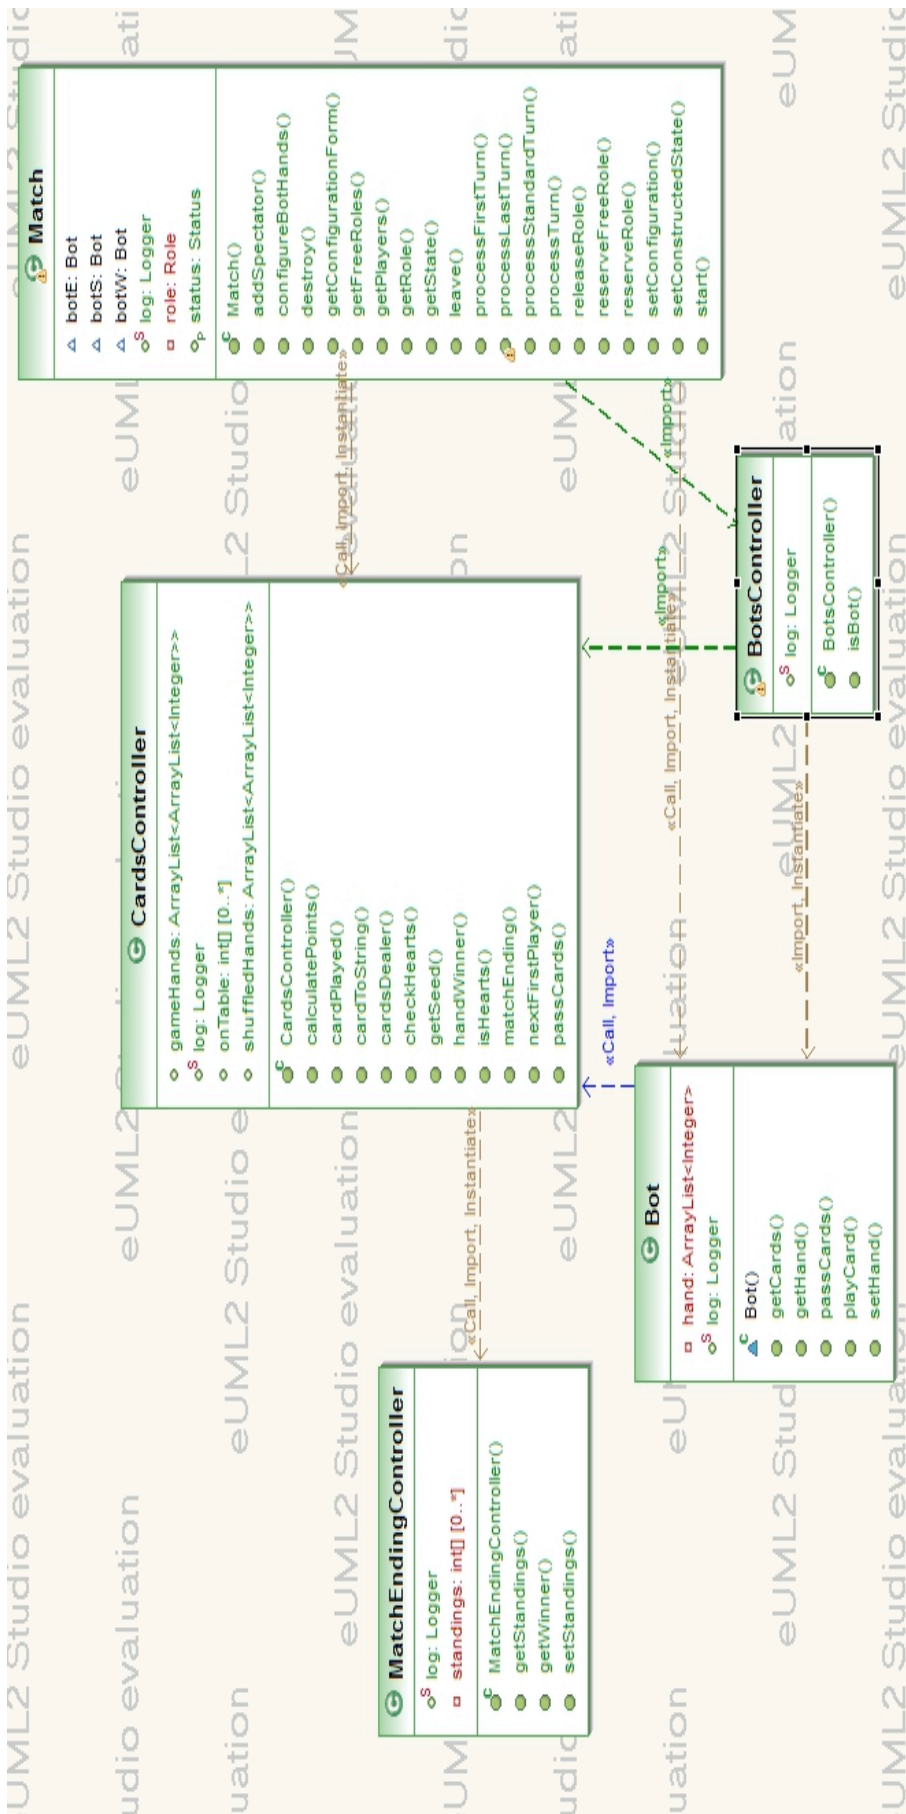 MatchEndingController
log: Logger
standings: int[] [0..*]
MatchEndingController()
getStandings()
getWinner()
setStandings()
«Call, Import, Instantiate»
CardsController
gameHands: ArrayList<ArrayList<Integer>>
log: Logger
onTable: int[] [0..*]
shuffledHands: ArrayList<ArrayList<Integer>>
CardsController()
calculatePoints()
cardPlayed()
cardToString()
cardsDealer()
checkHearts()
getSeed()
handWinner()
isHearts()
matchEnding()
nextFirstPlayer()
passCards()
«Call, Import, Instantiate»
Match
botE: Bot
botS: Bot
botW: Bot
log: Logger
role: Role
status: Status
Match()
addSpectator()
configureBotHands()
destroy()
getConfigurationForm()
getFreeRoles()
getPlayers()
getRole()
getState()
leave()
processFirstTurn()
processLastTurn()
processStandardTurn()
processTurn()
releaseRole()
reserveFreeRole()
reserveRole()
setConfiguration()
setConstructedState()
start()
«Call, Import»
«Call, Import, Instantiate»
«Import»
«Import»
Bot
hand: ArrayList<Integer>
log: Logger
Bot()
getCards()
getHand()
passCards()
playCard()
setHand()
«Import, Instantiate»
BotsController
log: Logger
BotsController()
isBot()
eUML2 Studio evaluation